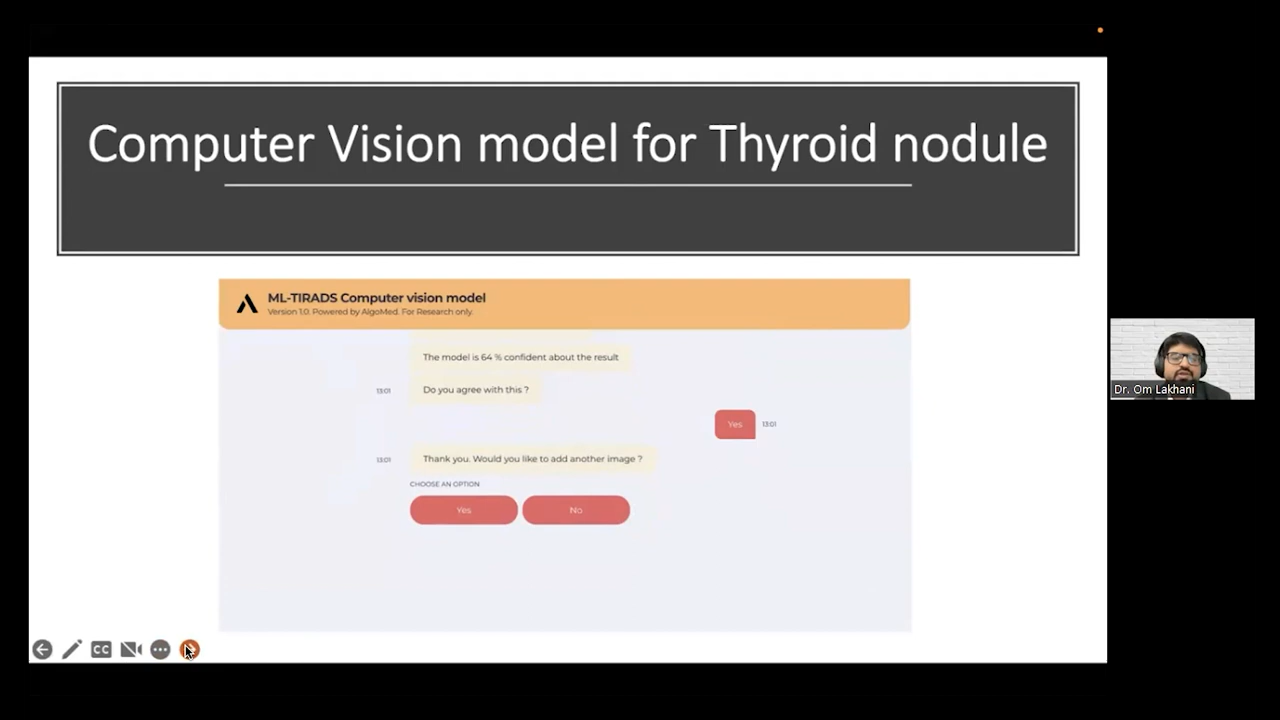 Computer Vision model for Thyroid nodule
ML-TIRADS Computer vision model
Version 1.0. Powered by AlgoMed. For Research only.
The model is 64 % confident about the result
13:01 Do you agree with this ?
Yes 13:01
13:01 Thank you. Would you like to add another image ?
CHOOSE AN OPTION
Yes No
CC
Dr. Om Lakhani